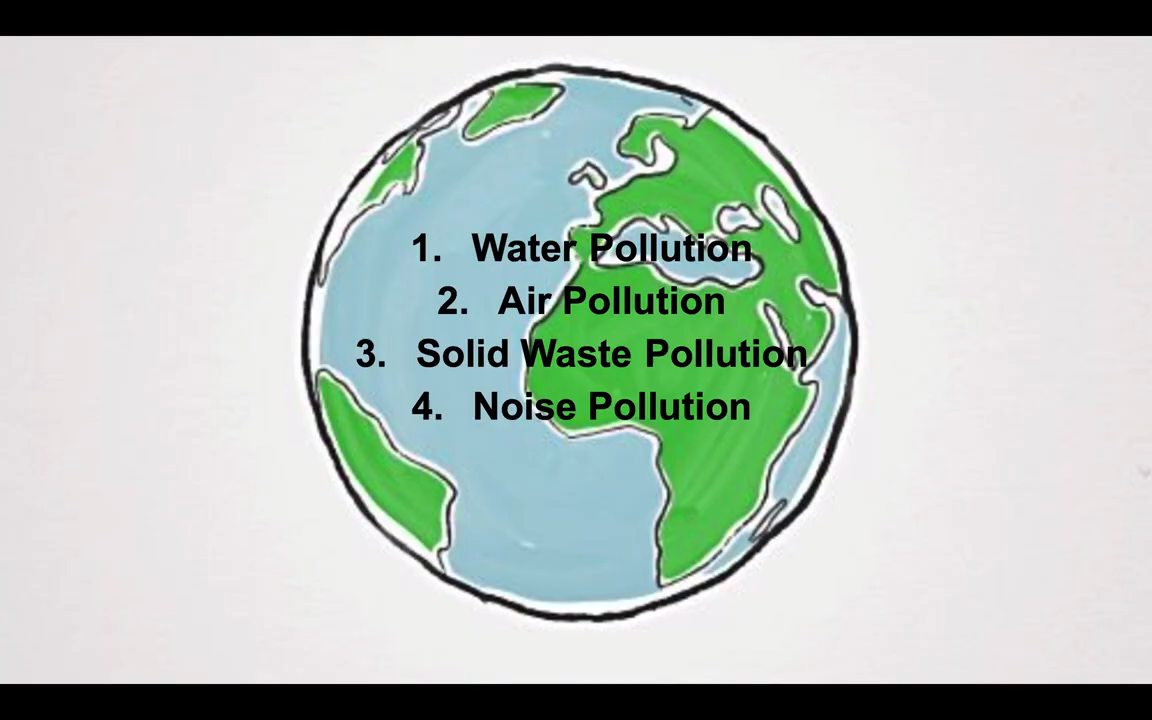 1. Water Pollution
2. Air Pollution
3. Solid Waste Pollution
4. Noise Pollution